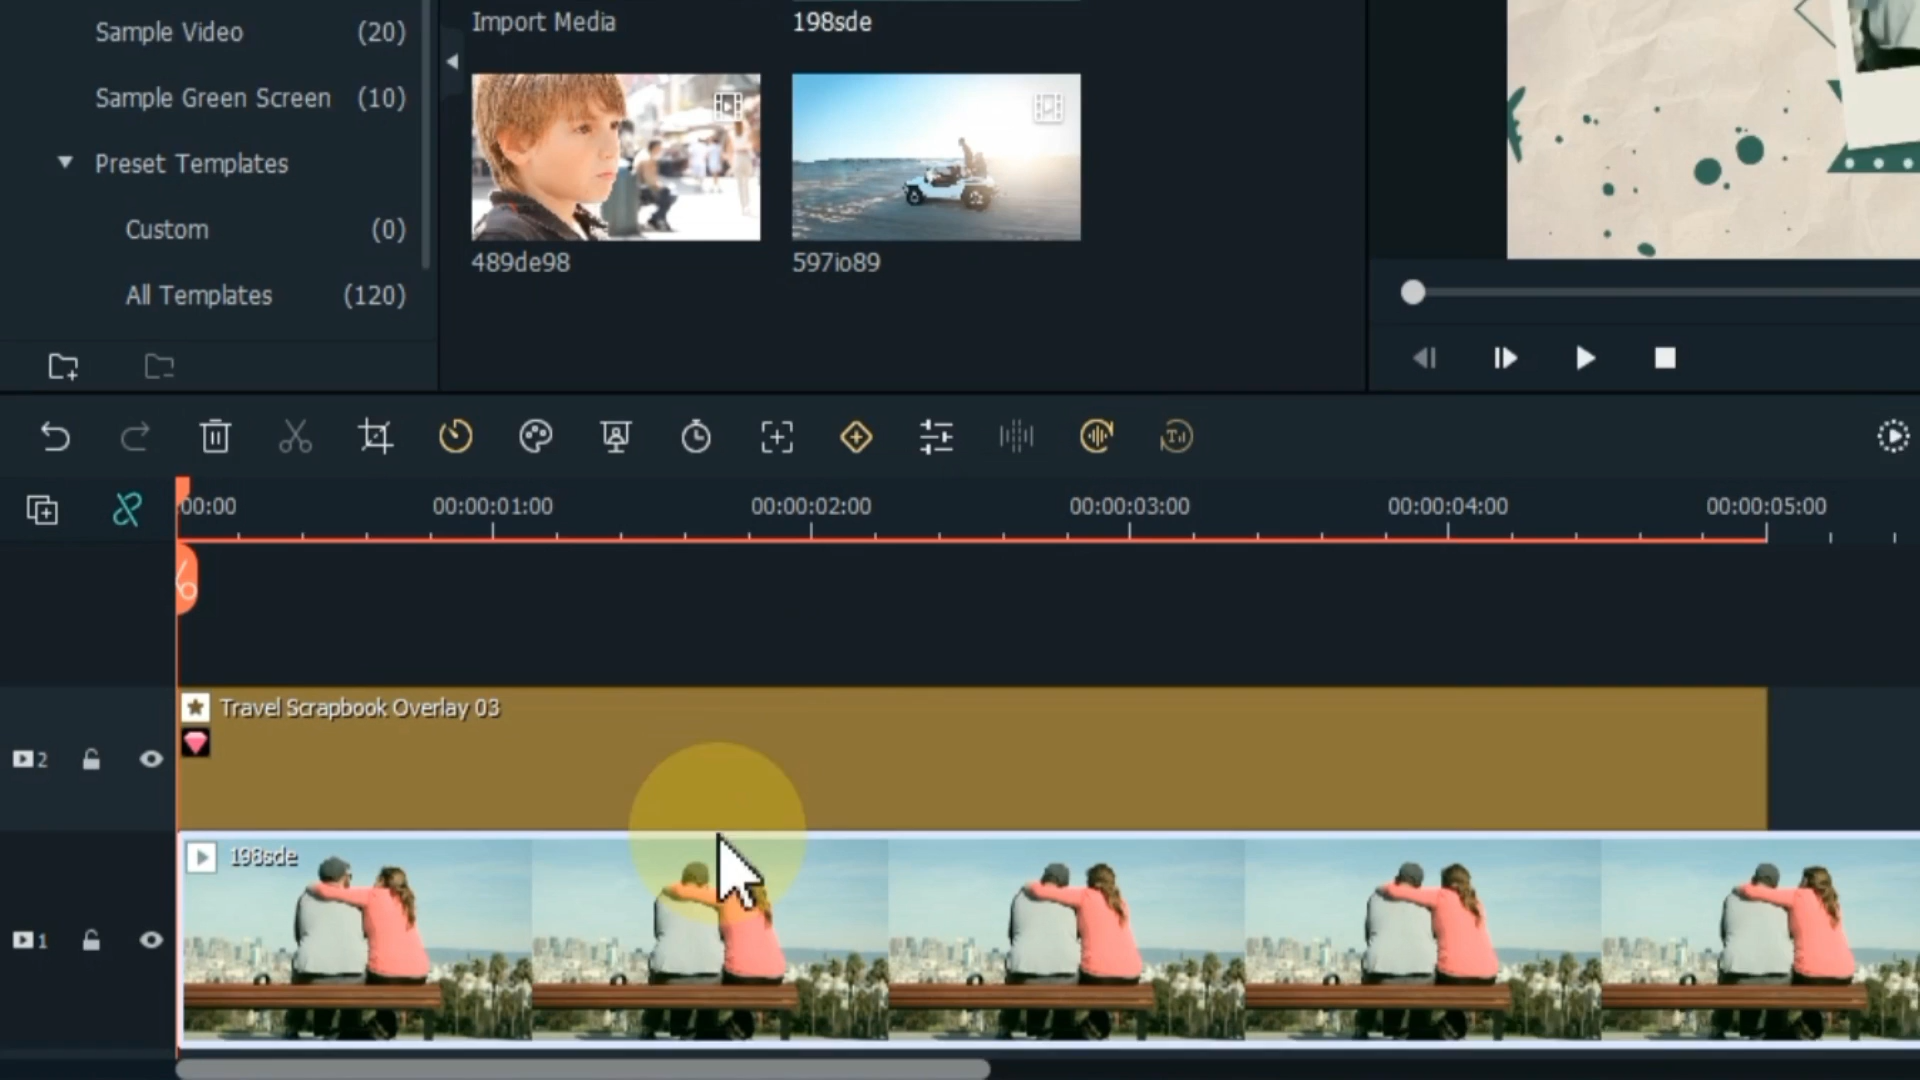 Sample Video (20)
Sample Green Screen (10)
Preset Templates
Custom (0)
All Templates (120)
Import Media
198sde
489de98
597io89
00:00
00:00:01:00
00:00:02:00
00:00:03:00
00:00:04:00
00:00:05:00
Travel Scrapbook Overlay 03
2
198sde
1